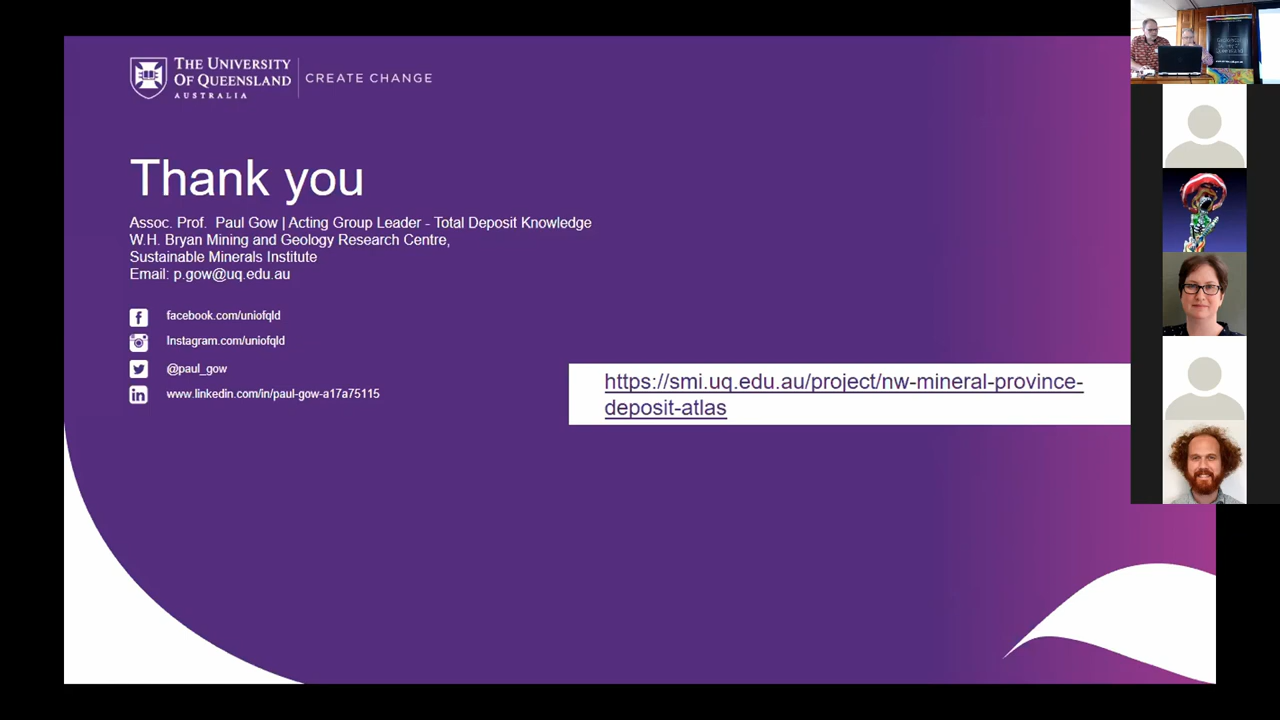 THE UNIVERSITY
OF QUEENSLAND
AUSTRALIA
CREATE CHANGE
Thank you
Assoc. Prof. Paul Gow | Acting Group Leader - Total Deposit Knowledge
W.H. Bryan Mining and Geology Research Centre,
Sustainable Minerals Institute
Email: p.gow@uq.edu.au
facebook.com/uniofqld
Instagram.com/uniofqld
@paul_gow
www.linkedin.com/in/paul-gow-a17a75115
https://smi.uq.edu.au/project/nw-mineral-province-
deposit-atlas